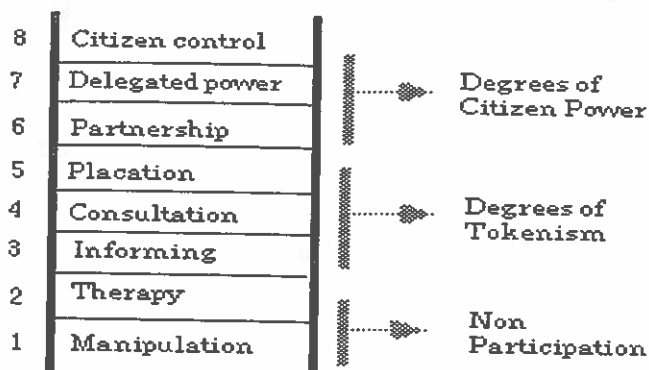 8 Citizen control
7 Delegated power
6 Partnership
5 Placation
4 Consultation
3 Informing
2 Therapy
1 Manipulation
Degrees of
Citizen Power
Degrees of
Tokenism
Non
Participation